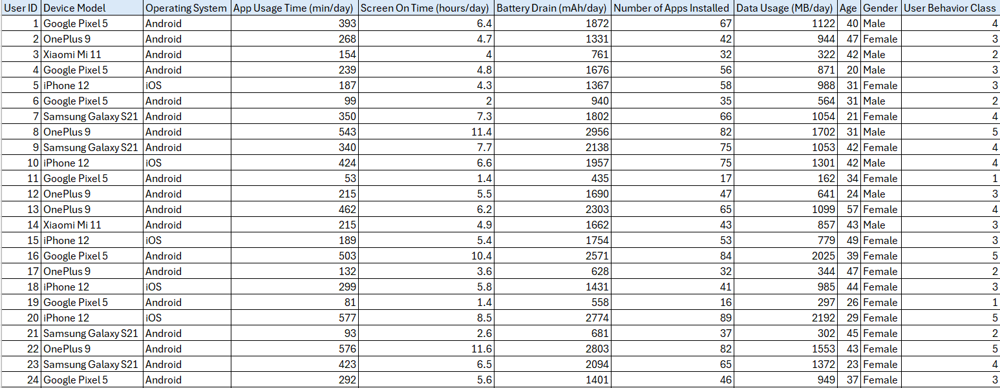 User ID Device Model Operating System App Usage Time (min/day) Screen On Time (hours/day) Battery Drain (mAh/day) Number of Apps Installed Data Usage (MB/day) Age Gender User Behavior Class
1 Google Pixel 5 Android 393 6.4 1872 67 1122 40 Male 4
2 OnePlus 9 Android 268 4.7 1331 42 944 47 Female 3
3 Xiaomi Mi 11 Android 154 4 761 32 322 42 Male 2
4 Google Pixel 5 Android 239 4.8 1676 56 871 20 Male 3
5 iPhone 12 iOS 187 4.3 1367 58 988 31 Female 3
6 Google Pixel 5 Android 99 2 940 35 564 31 Male 2
7 Samsung Galaxy S21 Android 350 7.3 1802 66 1054 21 Female 4
8 OnePlus 9 Android 543 11.4 2956 82 1702 31 Male 5
9 Samsung Galaxy S21 Android 340 7.7 2138 75 1053 42 Female 4
10 iPhone 12 iOS 424 6.6 1957 75 1301 42 Male 4
11 Google Pixel 5 Android 53 1.4 435 17 162 34 Female 1
12 OnePlus 9 Android 215 5.5 1690 47 641 24 Male 3
13 OnePlus 9 Android 462 6.2 2303 65 1099 57 Female 4
14 Xiaomi Mi 11 Android 215 4.9 1662 43 857 43 Male 3
15 iPhone 12 iOS 189 5.4 1754 53 779 49 Female 3
16 Google Pixel 5 Android 503 10.4 2571 84 2025 39 Female 5
17 OnePlus 9 Android 132 3.6 628 32 344 47 Female 2
18 iPhone 12 iOS 299 5.8 1431 41 985 44 Female 3
19 Google Pixel 5 Android 81 1.4 558 16 297 26 Female 1
20 iPhone 12 iOS 577 8.5 2774 89 2192 29 Female 5
21 Samsung Galaxy S21 Android 93 2.6 681 37 302 45 Female 2
22 OnePlus 9 Android 576 11.6 2803 82 1553 43 Female 5
23 Samsung Galaxy S21 Android 423 6.5 2094 65 1372 23 Female 4
24 Google Pixel 5 Android 292 5.6 1401 46 949 37 Female 3